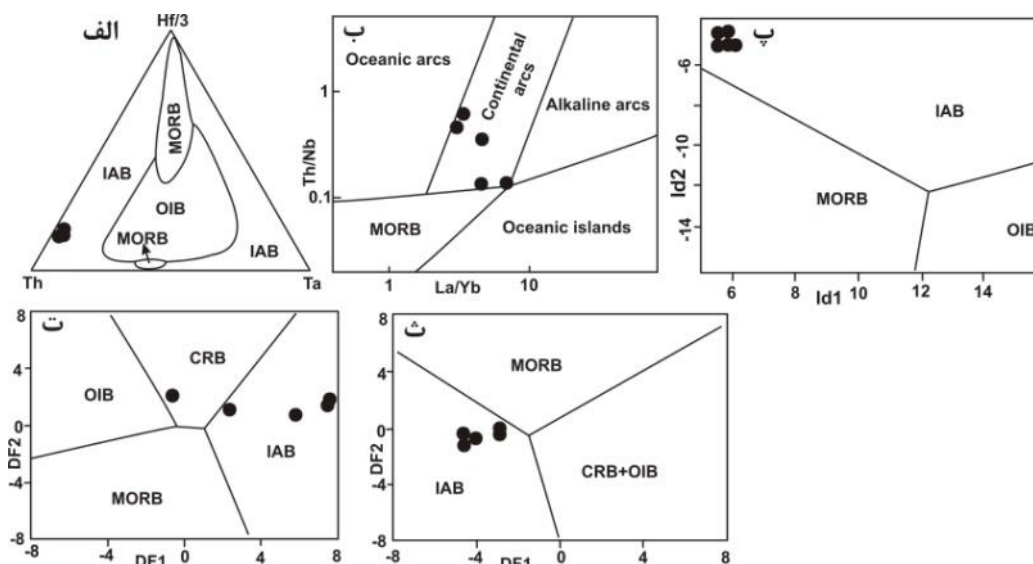 الف
Hf/3
MORB
IAB
OIB
MORB
IAB
Th
Ta
ب
Oceanic arcs
Continental arcs
Alkaline arcs
MORB
Oceanic islands
Th/Nb
1
0.1
1
10
La/Yb
پ
IAB
MORB
OIB
Id2
-6
-10
-14
6
8
10
12
14
Id1
ت
CRB
OIB
IAB
MORB
DF2
8
4
0
-4
-8
-8
-4
0
4
8
DF1
ث
MORB
IAB
CRB+OIB
DF2
8
4
0
-4
-8
-8
-4
0
4
8
DF1